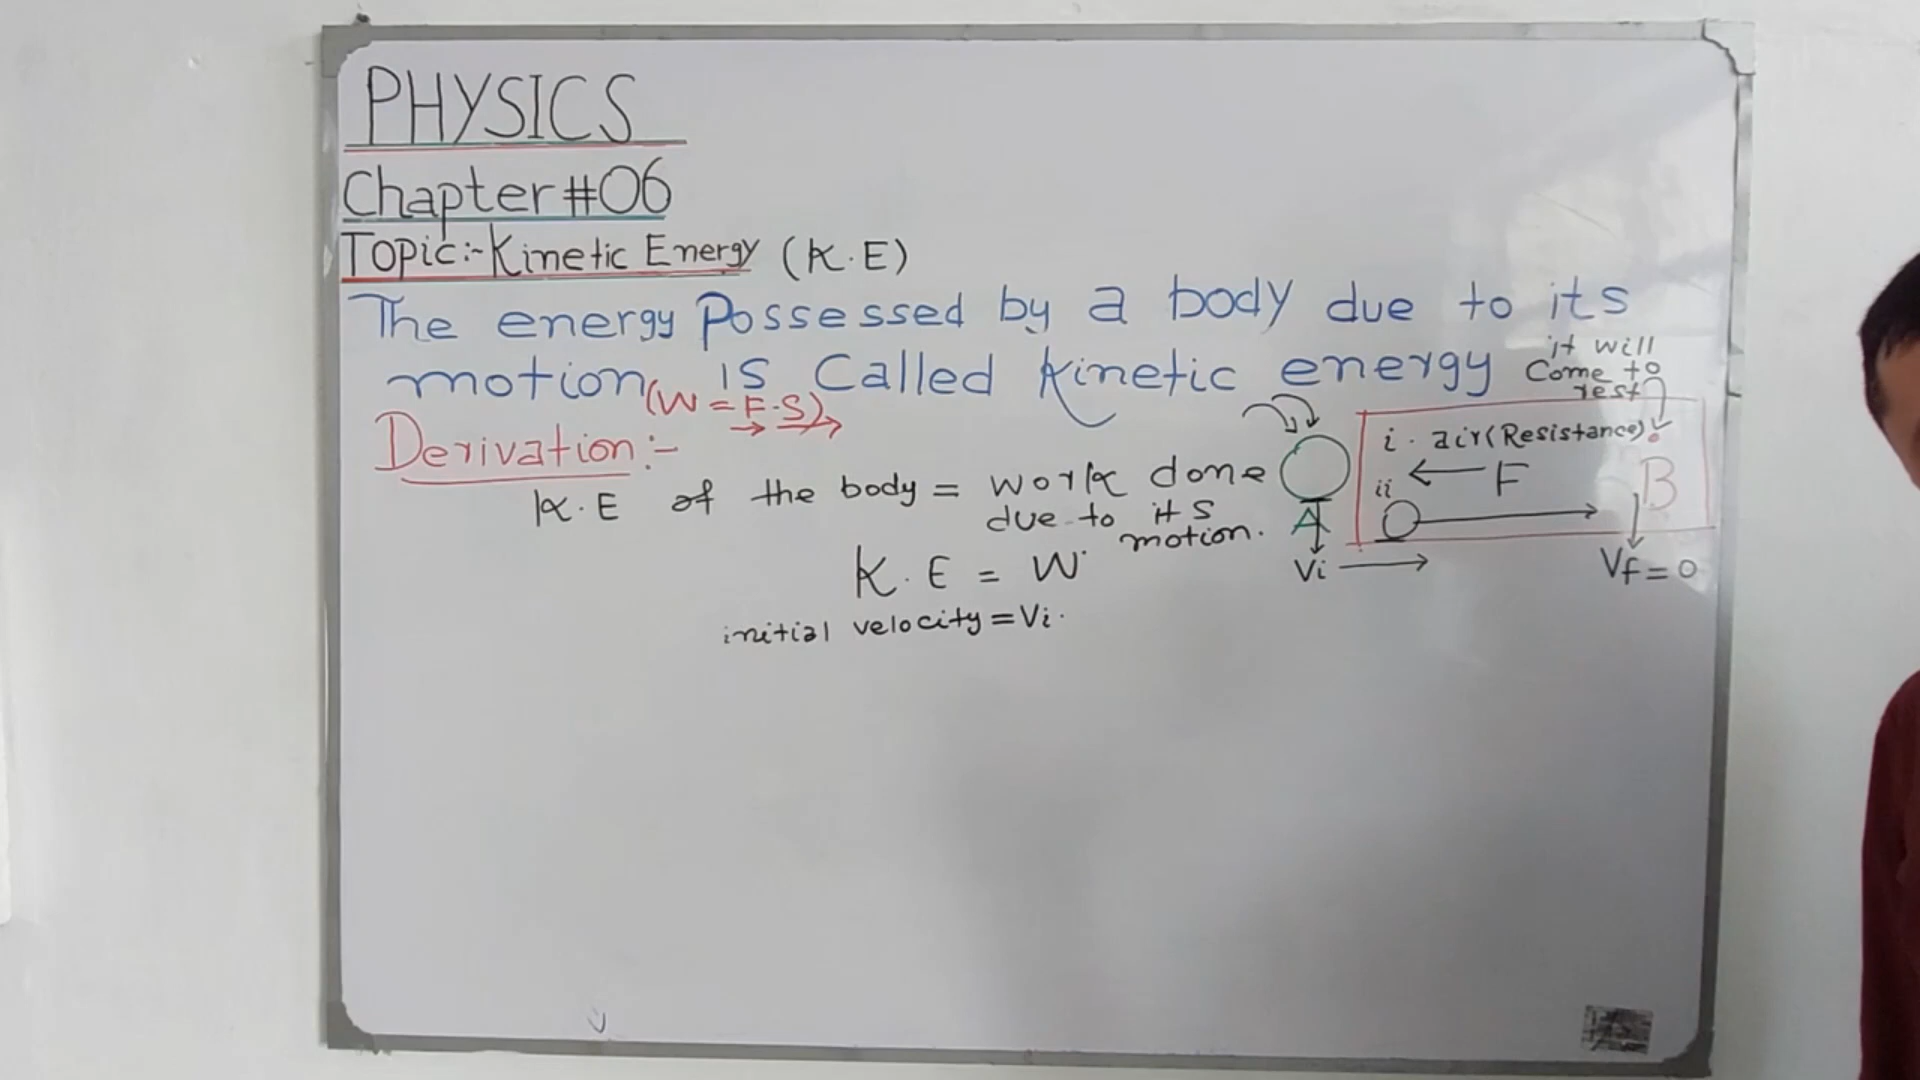 PHYSICS
Chapter #06
Topic:- Kinetic Energy (K.E)
The energy Possessed by a body due to its
motion is Called kinetic energy
it will
Come to
rest
(W = F.S)
Derivation:-
K.E of the body = work done
due to its
motion.
K.E = W
initial velocity = Vi.
i. air (Resistance)
F
ii
A
B
Vi
Vf = 0